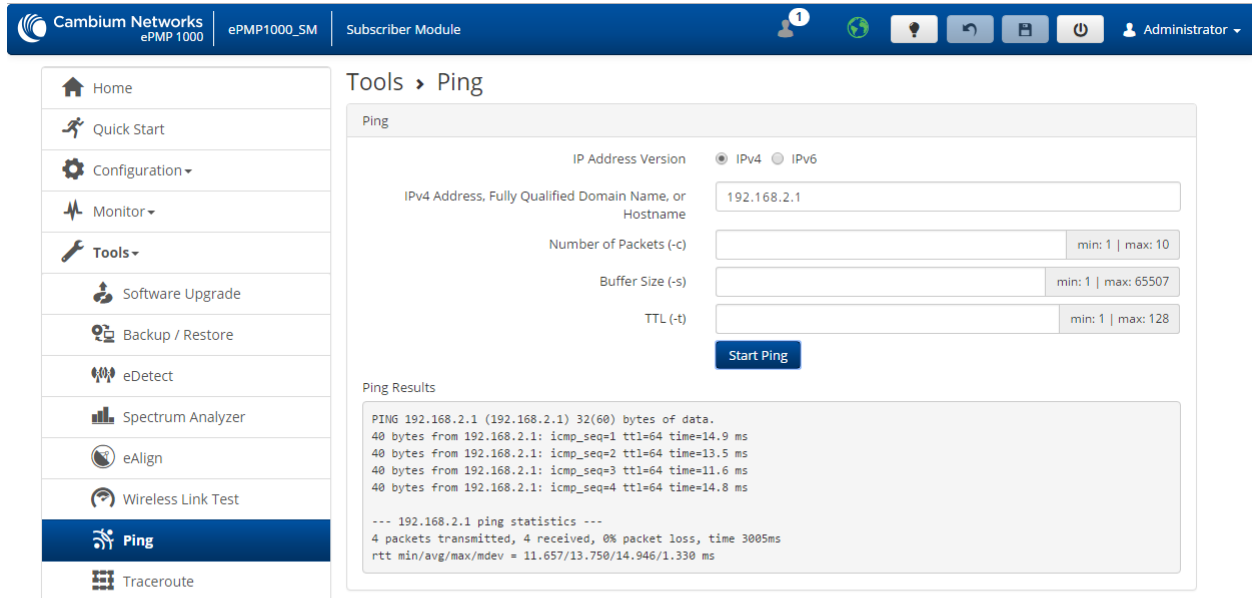 Cambium Networks
ePMP 1000
ePMP1000_SM
Subscriber Module
1
Administrator
Home
Quick Start
Configuration
Monitor
Tools
Software Upgrade
Backup / Restore
eDetect
Spectrum Analyzer
eAlign
Wireless Link Test
Ping
Traceroute
Tools > Ping
Ping
IP Address Version
IPv4 IPv6
IPv4 Address, Fully Qualified Domain Name, or
Hostname
192.168.2.1
Number of Packets (-c)
min: 1 | max: 10
Buffer Size (-s)
min: 1 | max: 65507
TTL (-t)
min: 1 | max: 128
Start Ping
Ping Results
PING 192.168.2.1 (192.168.2.1) 32(60) bytes of data.
40 bytes from 192.168.2.1: icmp_seq=1 ttl=64 time=14.9 ms
40 bytes from 192.168.2.1: icmp_seq=2 ttl=64 time=13.5 ms
40 bytes from 192.168.2.1: icmp_seq=3 ttl=64 time=11.6 ms
40 bytes from 192.168.2.1: icmp_seq=4 ttl=64 time=14.8 ms
--- 192.168.2.1 ping statistics ---
4 packets transmitted, 4 received, 0% packet loss, time 3005ms
rtt min/avg/max/mdev = 11.657/13.750/14.946/1.330 ms